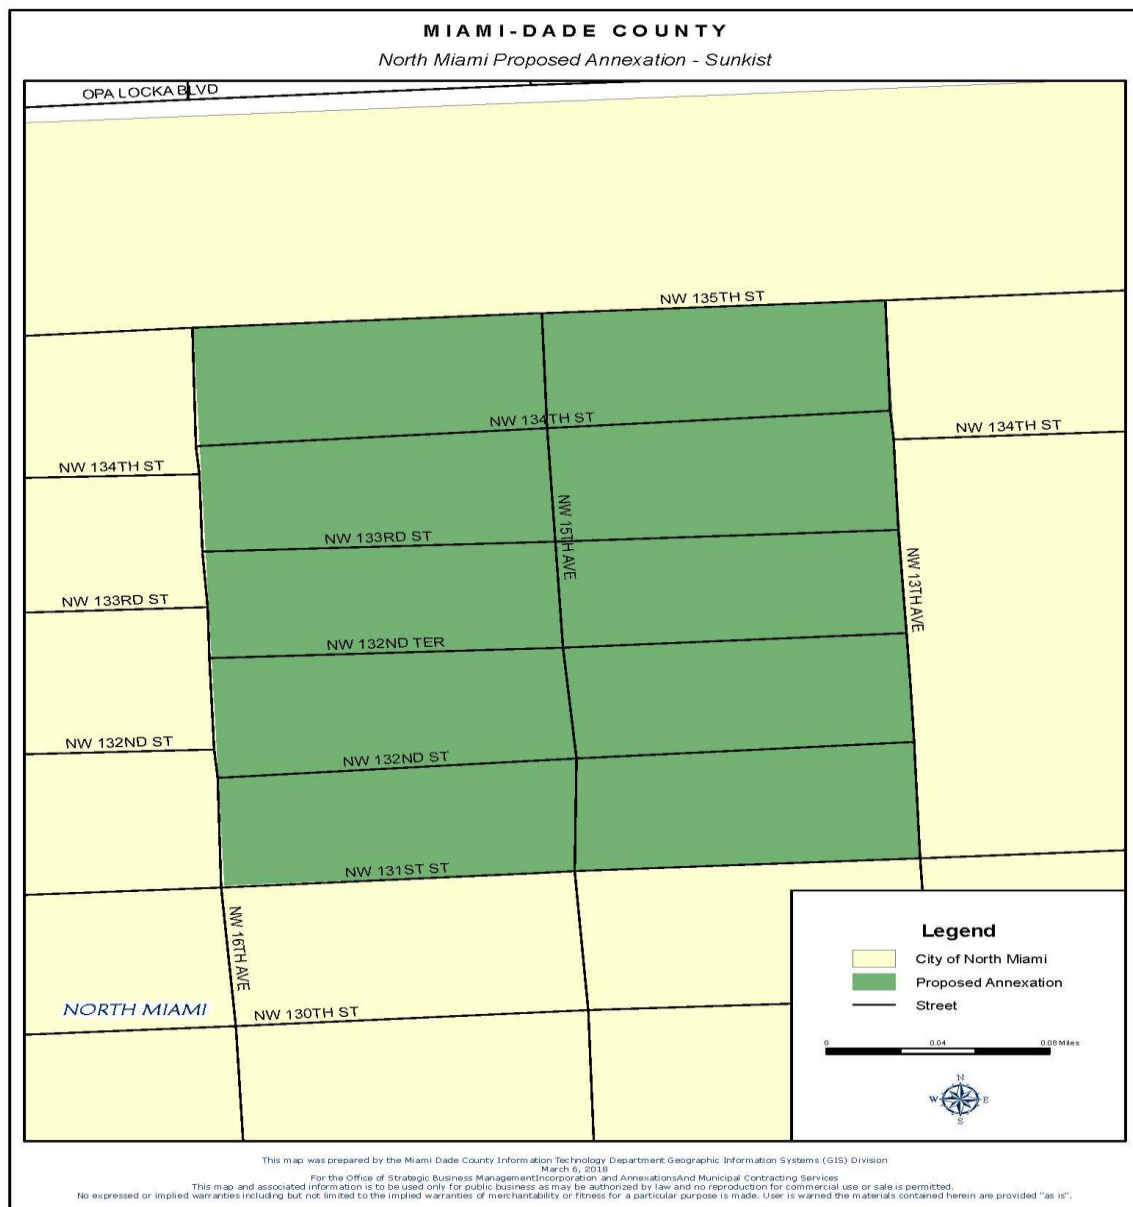 MIAMI-DADE COUNTY
North Miami Proposed Annexation - Sunkist
OPA LOCKA BLVD
NW 135TH ST
NW 134TH ST
NW 134TH ST
NW 134TH ST
NW 15TH AVE
NW 133RD ST
NW 13TH AVE
NW 133RD ST
NW 132ND TER
NW 132ND ST
NW 132ND ST
NW 131ST ST
NW 16TH AVE
NORTH MIAMI
NW 130TH ST
Legend
City of North Miami
Proposed Annexation
Street
0 0.04 0.08 Miles
N
W E
S
This map was prepared by the Miami Dade County Information Technology Department Geographic Information Systems (GIS) Division
March 6, 2018
For the Office of Strategic Business ManagementIncorporation and AnnexationsAnd Municipal Contracting Services
This map and associated information is to be used only for public business as may be authorized by law and no reproduction for commercial use or sale is permitted.
No expressed or implied warranties including but not limited to the implied warranties of merchantability or fitness for a particular purpose is made. User is warned the materials contained herein are provided "as is".